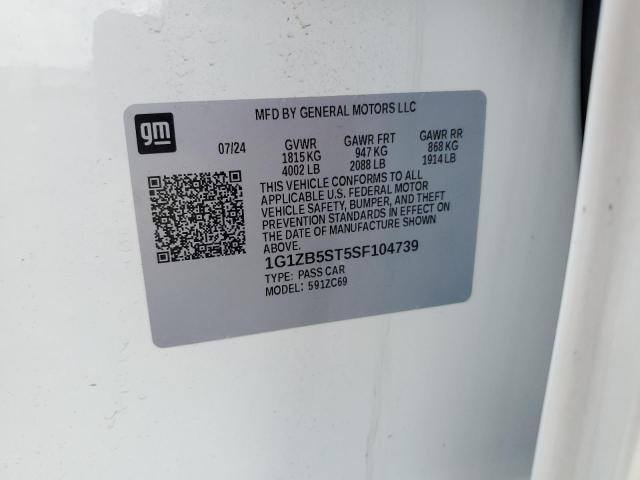 MFD BY GENERAL MOTORS LLC
gm
07/24 GVWR GAWR FRT GAWR RR
1815 KG 947 KG 868 KG
4002 LB 2088 LB 1914 LB
THIS VEHICLE CONFORMS TO ALL
APPLICABLE U.S. FEDERAL MOTOR
VEHICLE SAFETY, BUMPER, AND THEFT
PREVENTION STANDARDS IN EFFECT ON
THE DATE OF MANUFACTURE SHOWN
ABOVE.
1G1ZB5ST5SF104739
TYPE: PASS CAR
MODEL: 591ZC69